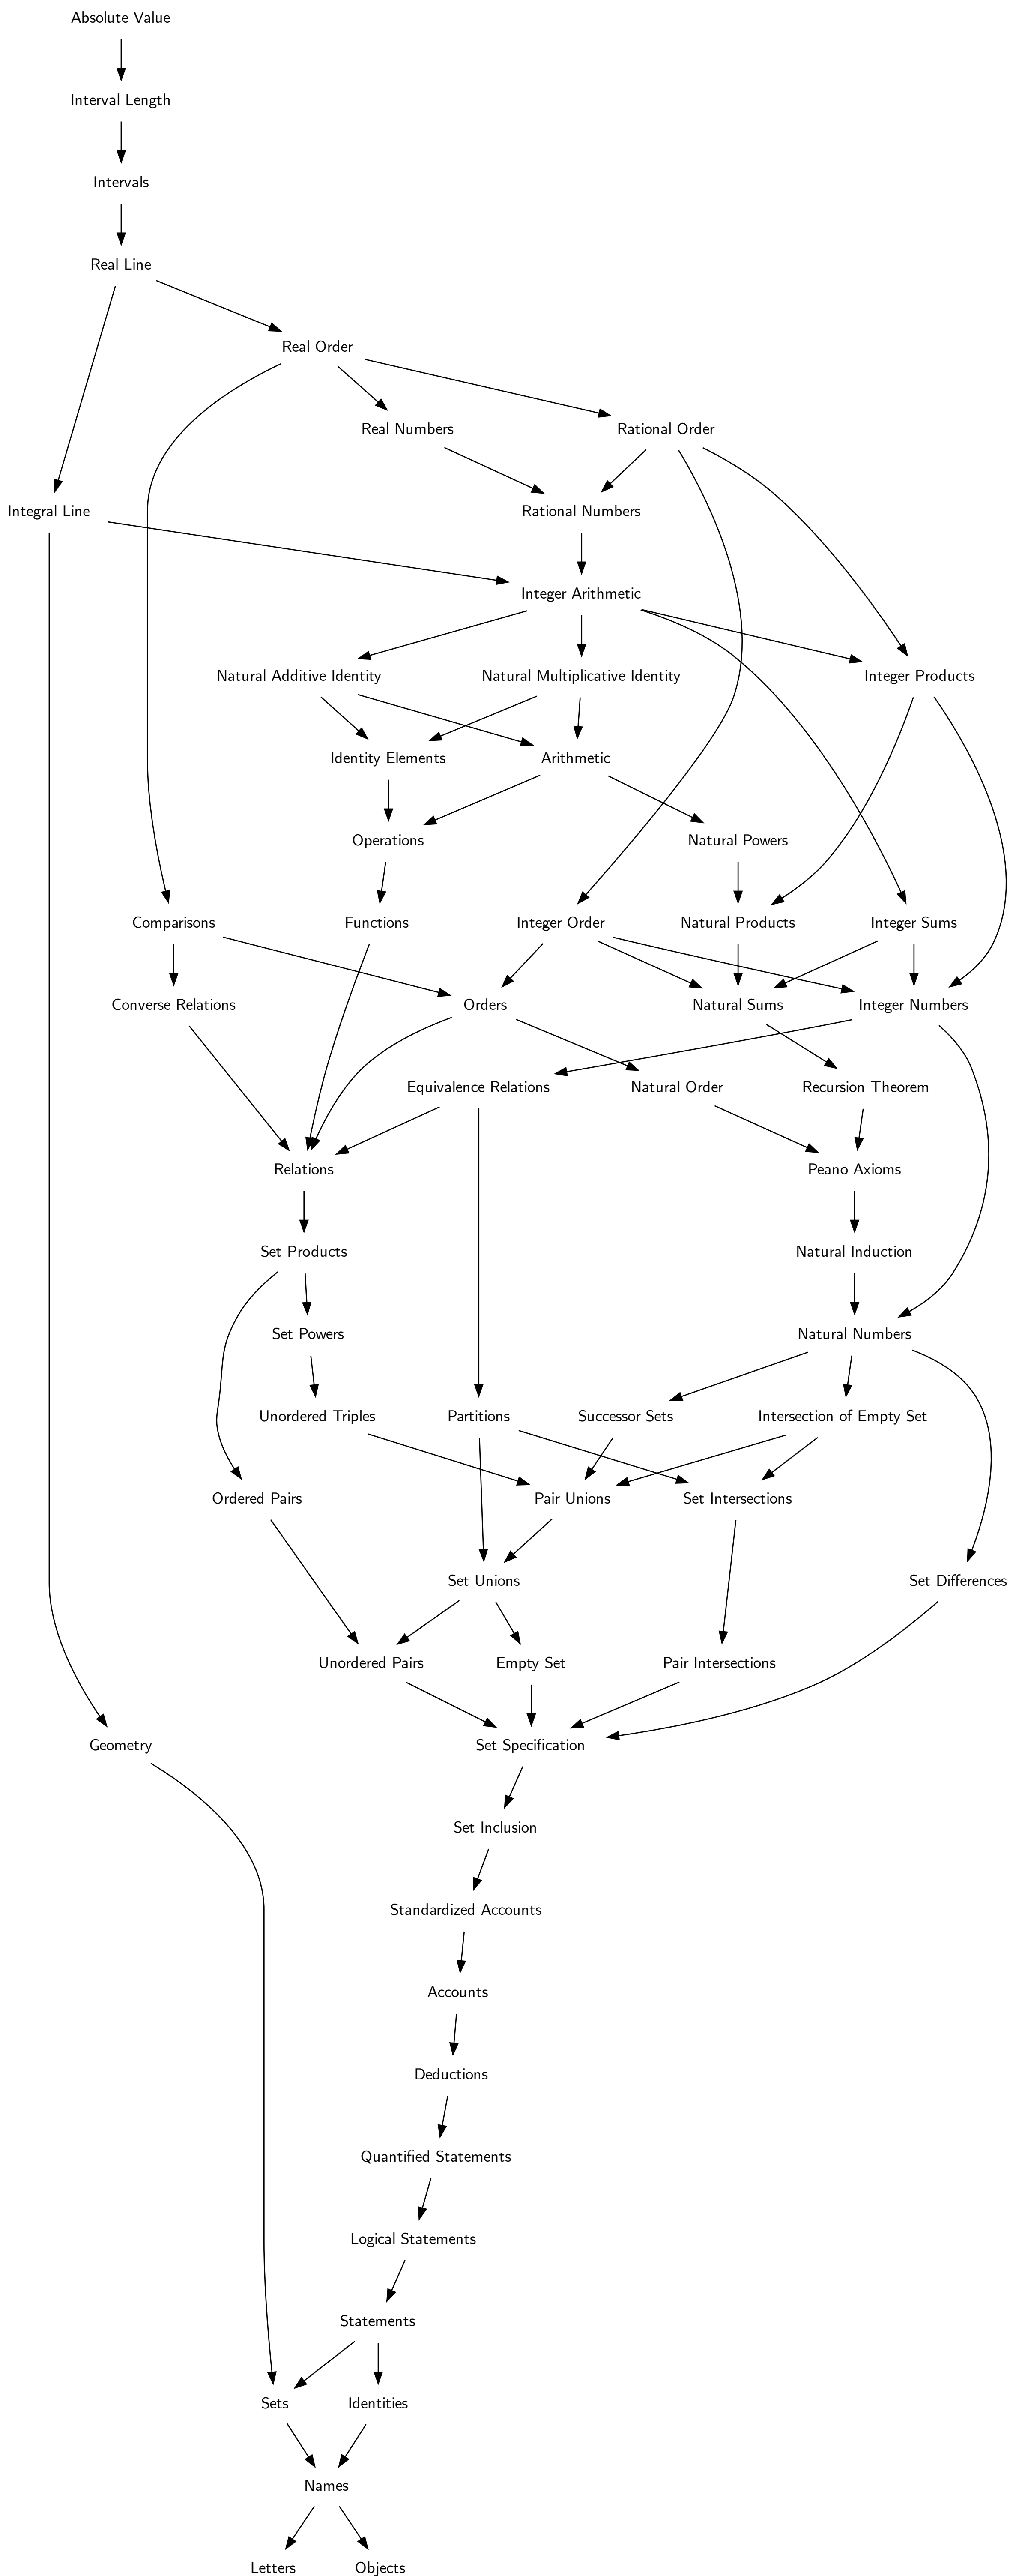 Absolute Value
Interval Length
Intervals
Real Line
Real Order
Real Numbers
Rational Order
Integral Line
Rational Numbers
Integer Arithmetic
Natural Additive Identity
Natural Multiplicative Identity
Integer Products
Identity Elements
Arithmetic
Operations
Natural Powers
Comparisons
Functions
Integer Order
Natural Products
Integer Sums
Converse Relations
Orders
Natural Sums
Integer Numbers
Equivalence Relations
Natural Order
Recursion Theorem
Relations
Peano Axioms
Set Products
Natural Induction
Set Powers
Natural Numbers
Unordered Triples
Partitions
Successor Sets
Intersection of Empty Set
Ordered Pairs
Pair Unions
Set Intersections
Set Unions
Set Differences
Unordered Pairs
Empty Set
Pair Intersections
Geometry
Set Specification
Set Inclusion
Standardized Accounts
Accounts
Deductions
Quantified Statements
Logical Statements
Statements
Sets
Identities
Names
Letters
Objects